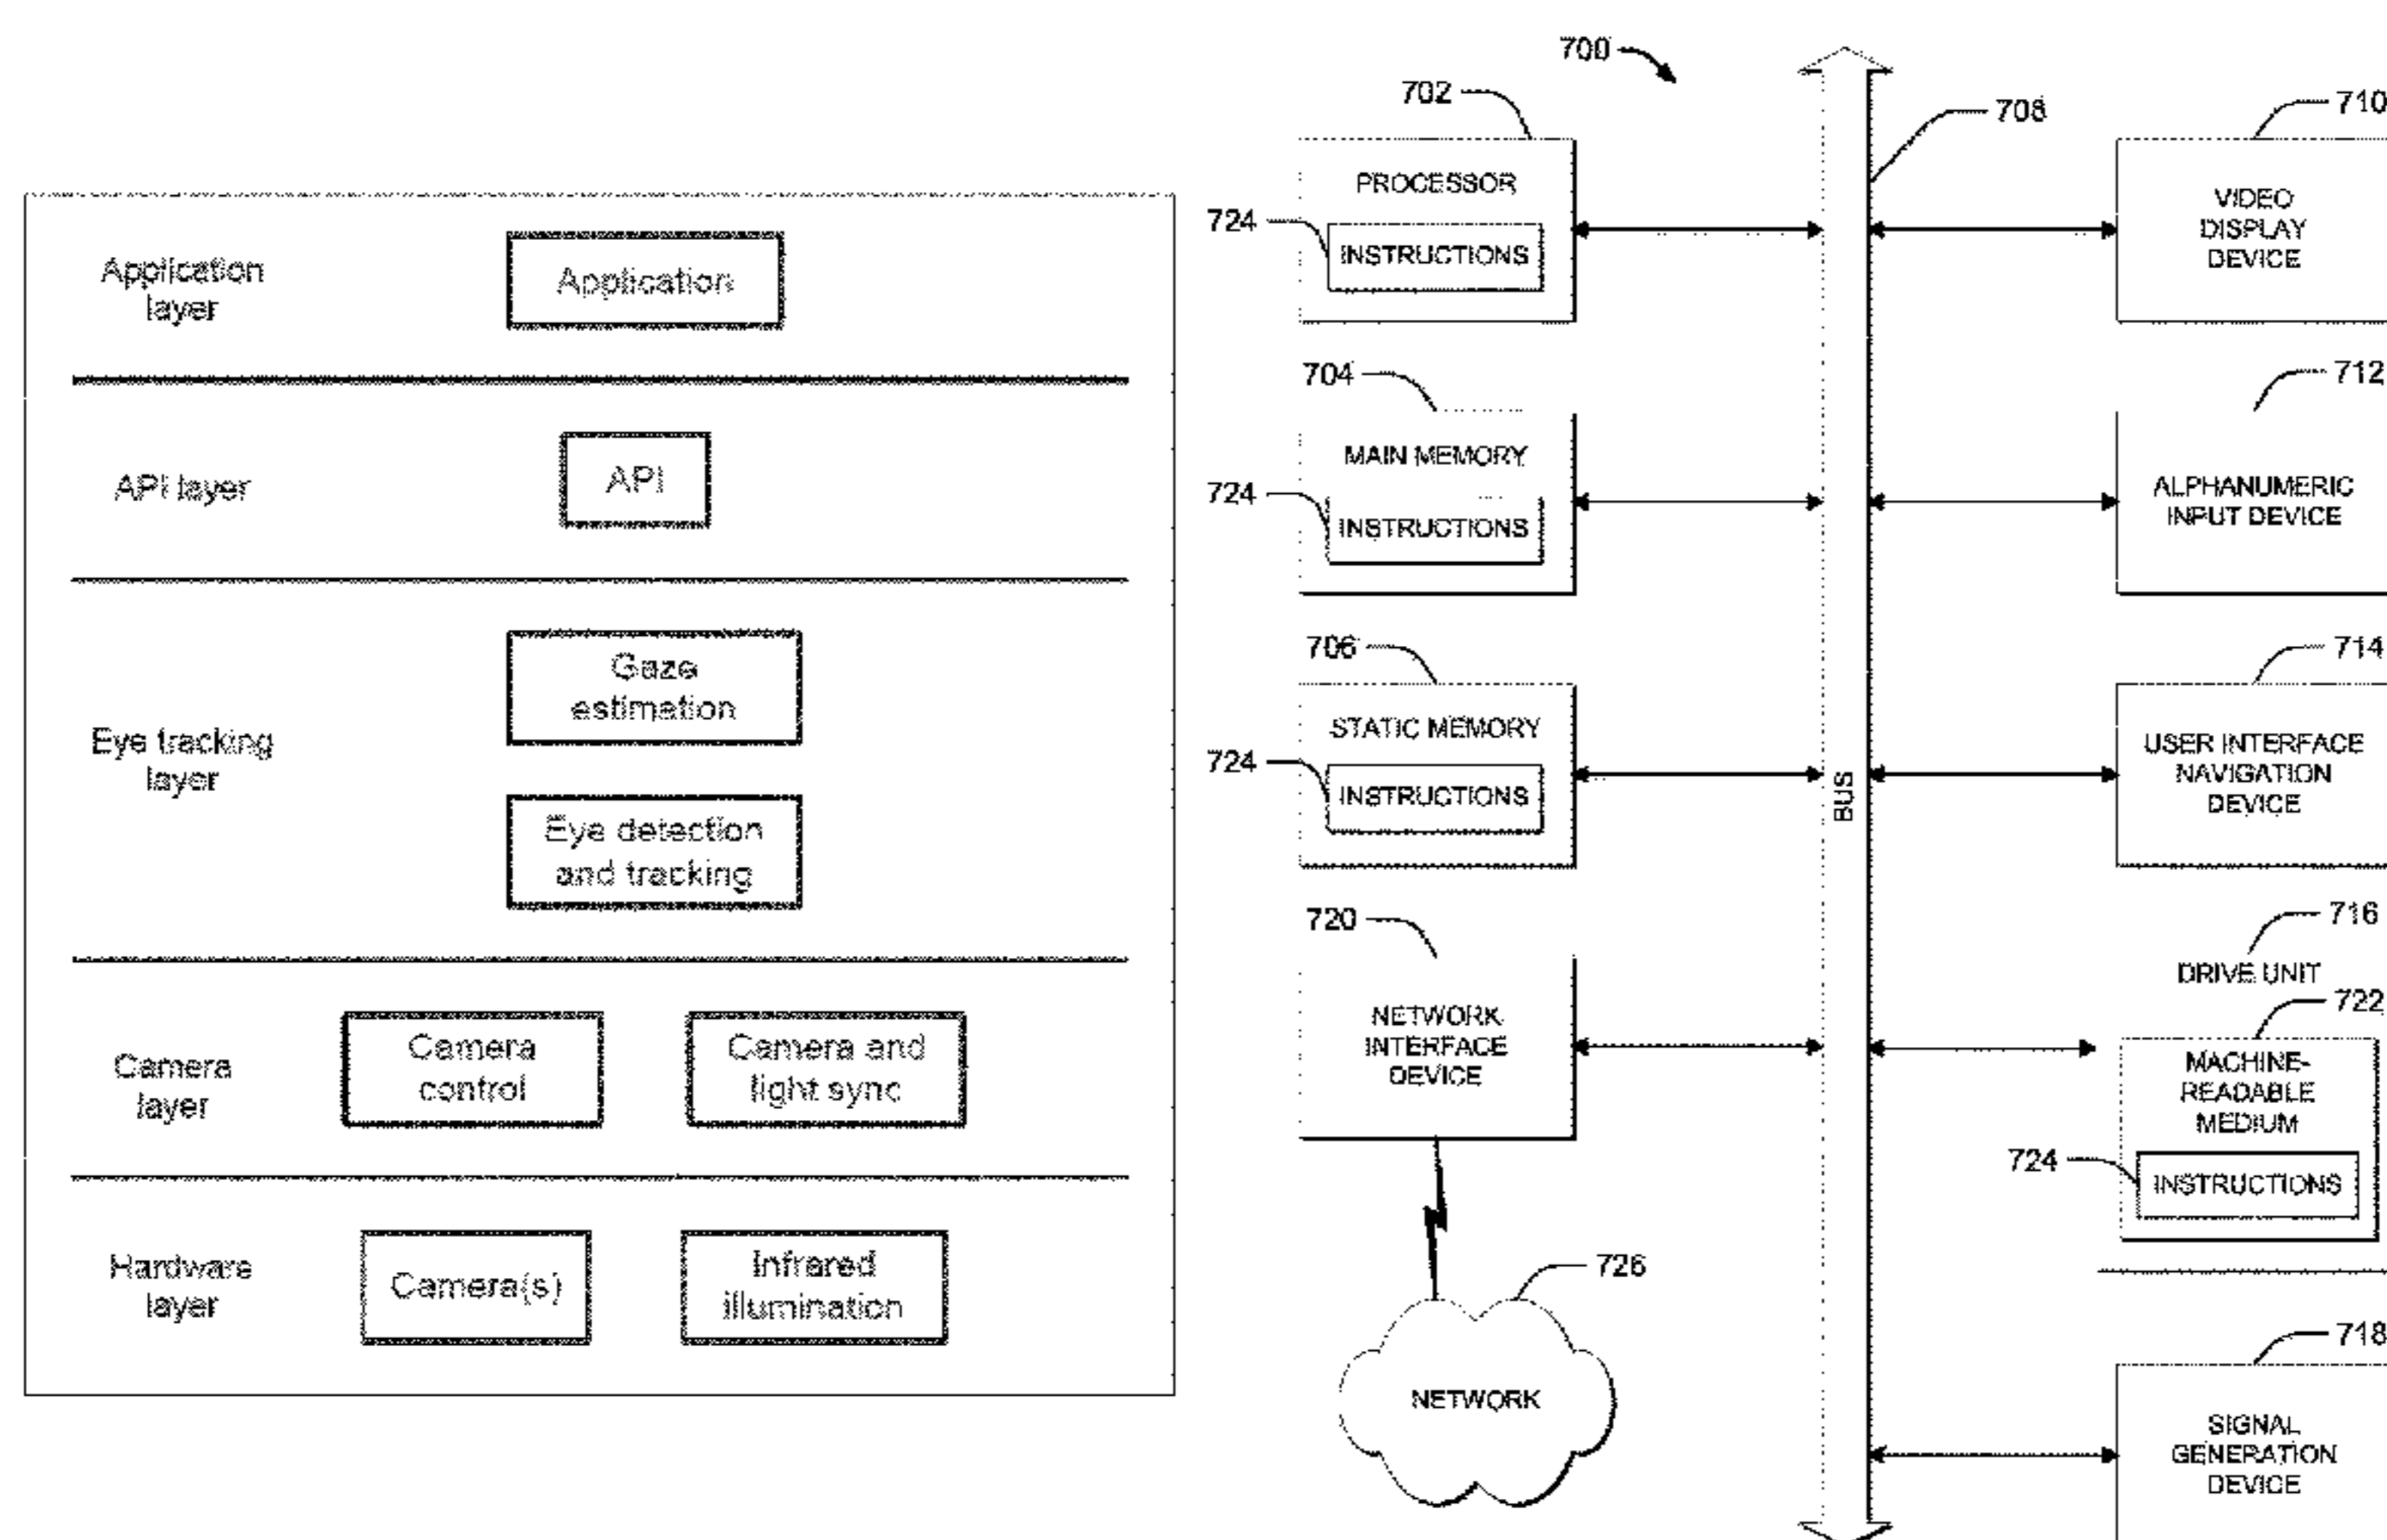 Application
layer
Application
API layer
API
Eye tracking
layer
Gaze
estimation
Eye detection
and tracking
Camera
layer
Camera
control
Camera and
light sync
Hardware
layer
Camera(s)
Infrared
illumination
700
702
PROCESSOR
724
INSTRUCTIONS
704
MAIN MEMORY
724
INSTRUCTIONS
706
STATIC MEMORY
724
INSTRUCTIONS
720
NETWORK
INTERFACE
DEVICE
726
NETWORK
708
BUS
710
VIDEO
DISPLAY
DEVICE
712
ALPHANUMERIC
INPUT DEVICE
714
USER INTERFACE
NAVIGATION
DEVICE
716
DRIVE UNIT
722
MACHINE-
READABLE
MEDIUM
724
INSTRUCTIONS
718
SIGNAL
GENERATION
DEVICE